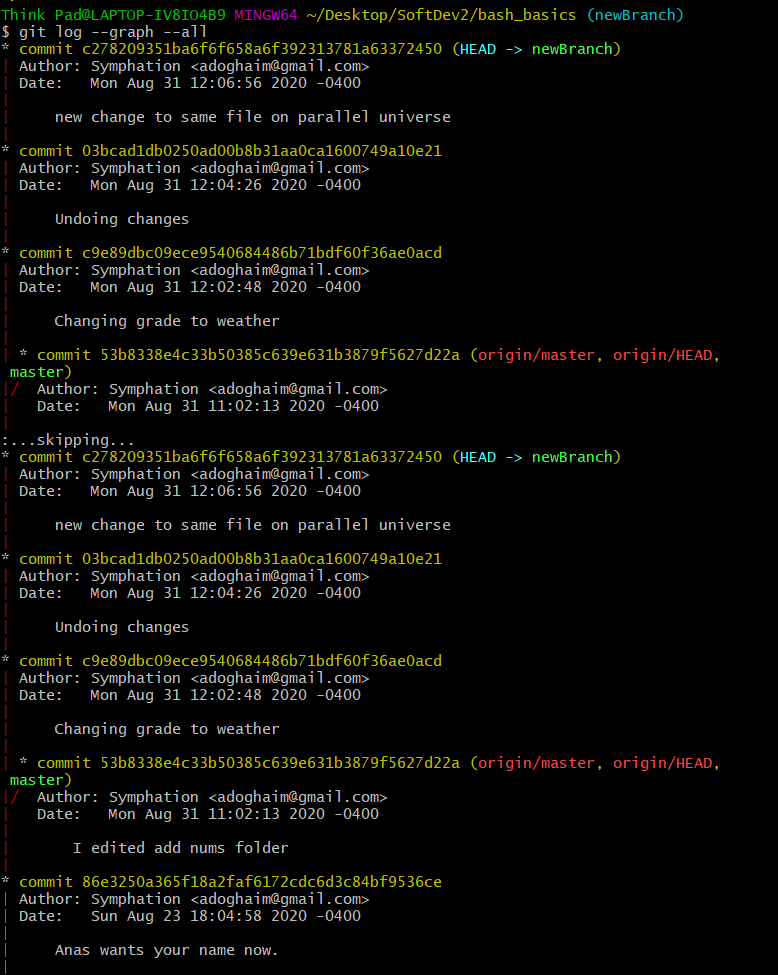 Think Pad@LAPTOP-IV8IO4B9 MINGW64 ~/Desktop/SoftDev2/bash_basics (newBranch)
$ git log --graph --all
* commit c278209351ba6f6f658a6f392313781a63372450 (HEAD -> newBranch)
| Author: Symphation <adoghaim@gmail.com>
| Date:   Mon Aug 31 12:06:56 2020 -0400
|
|     new change to same file on parallel universe
|
* commit 03bcad1db0250ad00b8b31aa0ca1600749a10e21
| Author: Symphation <adoghaim@gmail.com>
| Date:   Mon Aug 31 12:04:26 2020 -0400
|
|     Undoing changes
|
* commit c9e89dbc09ece9540684486b71bdf60f36ae0acd
| Author: Symphation <adoghaim@gmail.com>
| Date:   Mon Aug 31 12:02:48 2020 -0400
|
|     Changing grade to weather
|
| * commit 53b8338e4c33b50385c639e631b3879f5627d22a (origin/master, origin/HEAD,
 master)
|/  Author: Symphation <adoghaim@gmail.com>
|   Date:   Mon Aug 31 11:02:13 2020 -0400
|
:...skipping...
* commit c278209351ba6f6f658a6f392313781a63372450 (HEAD -> newBranch)
| Author: Symphation <adoghaim@gmail.com>
| Date:   Mon Aug 31 12:06:56 2020 -0400
|
|     new change to same file on parallel universe
|
* commit 03bcad1db0250ad00b8b31aa0ca1600749a10e21
| Author: Symphation <adoghaim@gmail.com>
| Date:   Mon Aug 31 12:04:26 2020 -0400
|
|     Undoing changes
|
* commit c9e89dbc09ece9540684486b71bdf60f36ae0acd
| Author: Symphation <adoghaim@gmail.com>
| Date:   Mon Aug 31 12:02:48 2020 -0400
|
|     Changing grade to weather
|
| * commit 53b8338e4c33b50385c639e631b3879f5627d22a (origin/master, origin/HEAD,
 master)
|/  Author: Symphation <adoghaim@gmail.com>
|   Date:   Mon Aug 31 11:02:13 2020 -0400
|
|       I edited add nums folder
|
* commit 86e3250a365f18a2faf6172cdc6d3c84bf9536ce
| Author: Symphation <adoghaim@gmail.com>
| Date:   Sun Aug 23 18:04:58 2020 -0400
|
|     Anas wants your name now.
|